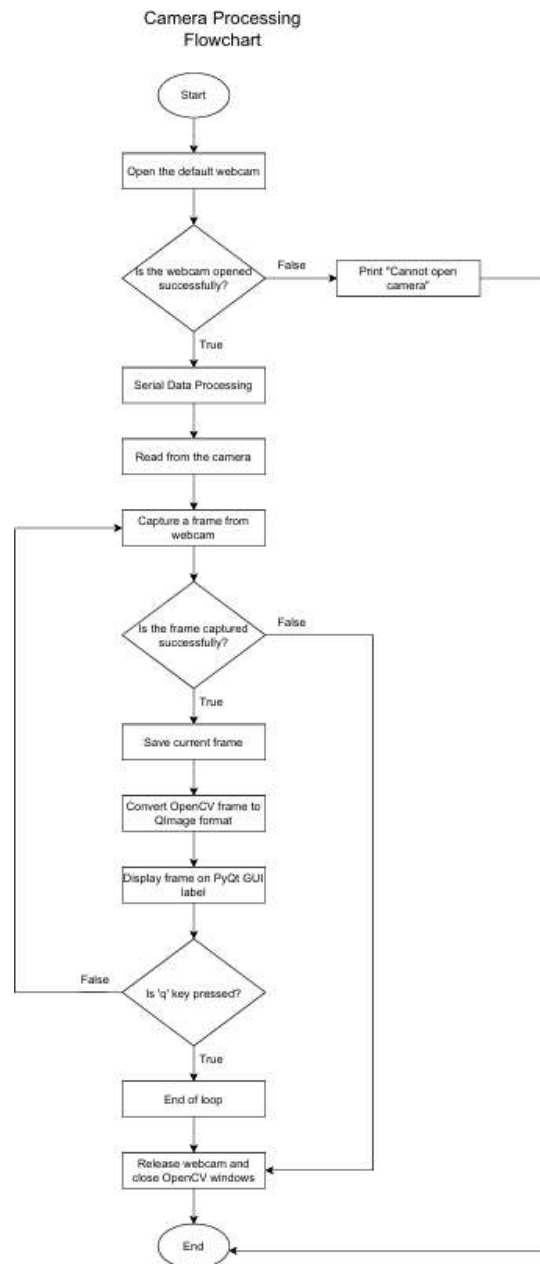 Camera Processing
Flowchart
Start
Open the default webcam
Is the webcam opened
successfully?
False
Print "Cannot open
camera"
True
Serial Data Processing
Read from the camera
Capture a frame from
webcam
Is the frame captured
successfully?
False
True
Save current frame
Convert OpenCV frame to
QImage format
Display frame on PyQt GUI
label
False
Is 'q' key pressed?
True
End of loop
Release webcam and
close OpenCV windows
End